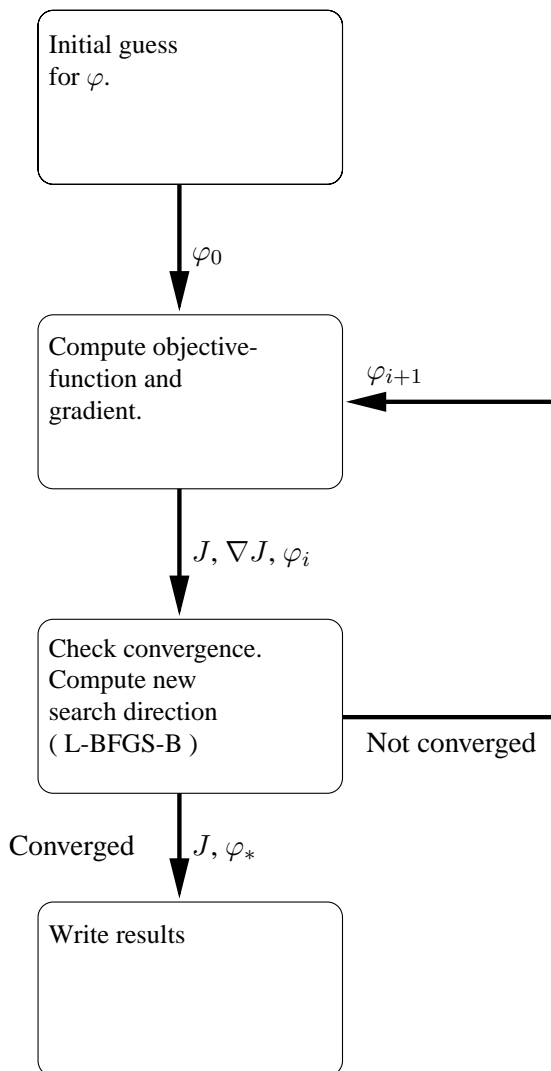 Initial guess
for φ.
φ₀
Compute objective-
function and
gradient.
φᵢ₊₁
J, ∇J, φᵢ
Check convergence.
Compute new
search direction
( L-BFGS-B )
Not converged
Converged
J, φ∗
Write results